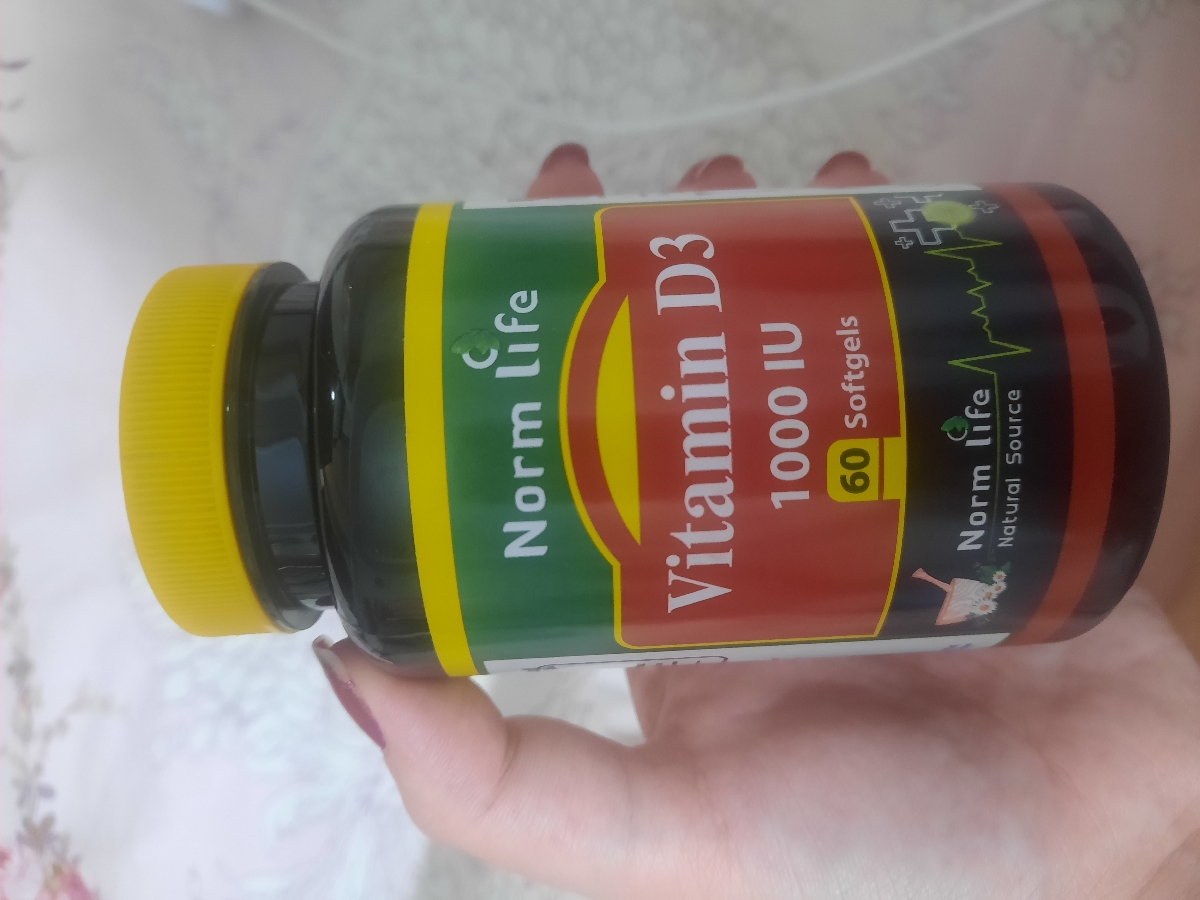 Norm life
Vitamin D3
1000 IU
60 Softgels
Norm life
Natural Source